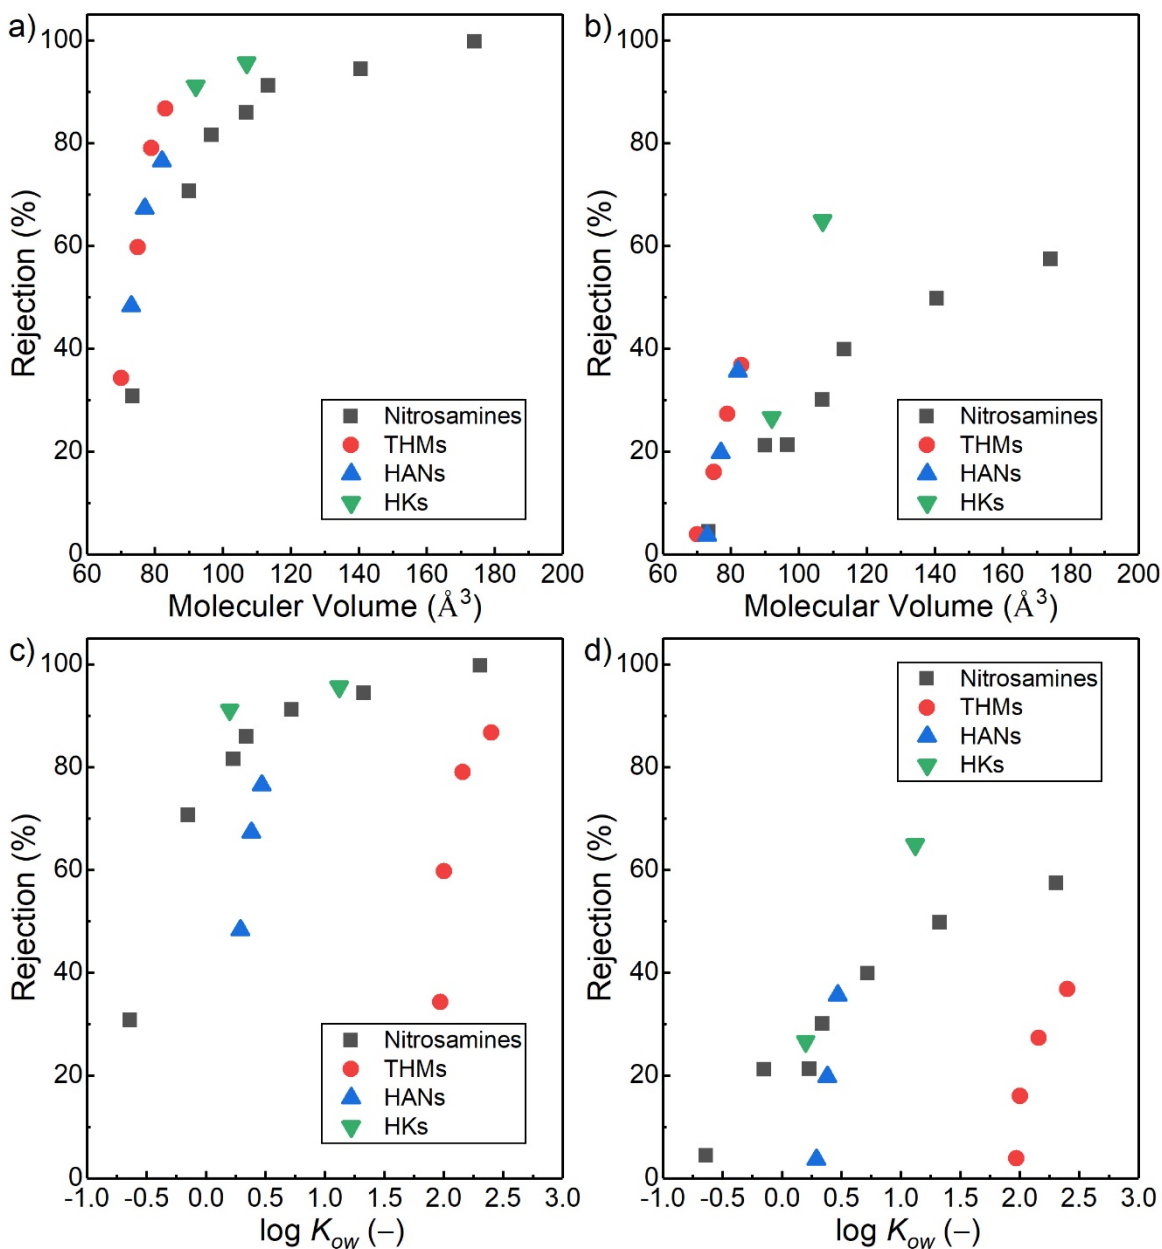 a)
100
80
60
40
20
0
Rejection (%)
Nitrosamines
THMs
HANs
HKs
60 80 100 120 140 160 180 200
Moleculer Volume (Å³)
b)
100
80
60
40
20
0
Rejection (%)
Nitrosamines
THMs
HANs
HKs
60 80 100 120 140 160 180 200
Molecular Volume (Å³)
c)
100
80
60
40
20
0
Rejection (%)
Nitrosamines
THMs
HANs
HKs
-1.0 -0.5 0.0 0.5 1.0 1.5 2.0 2.5 3.0
log Kow (–)
d)
100
80
60
40
20
0
Rejection (%)
Nitrosamines
THMs
HANs
HKs
-1.0 -0.5 0.0 0.5 1.0 1.5 2.0 2.5 3.0
log Kow (–)